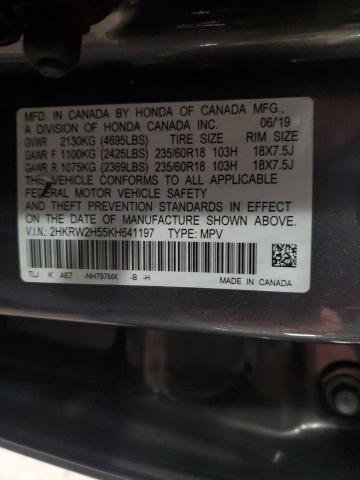 MFD. IN CANADA BY HONDA OF CANADA MFG.,
A DIVISION OF HONDA CANADA INC. 06/19
GVWR 2130KG (4695LBS) TIRE SIZE RIM SIZE
GAWR F 1100KG (2425LBS) 235/60R18 103H 18X7.5J
GAWR R 1075KG (2369LBS) 235/60R18 103H 18X7.5J
THIS VEHICLE CONFORMS TO ALL APPLICABLE
FEDERAL MOTOR VEHICLE SAFETY
AND THEFT PREVENTION STANDARDS IN EFFECT
ON THE DATE OF MANUFACTURE SHOWN ABOVE.
V.I.N.: 2HKRW2H55KH641197 TYPE: MPV
TLJ K AE7 -NH797MX -B -H
MADE IN CANADA